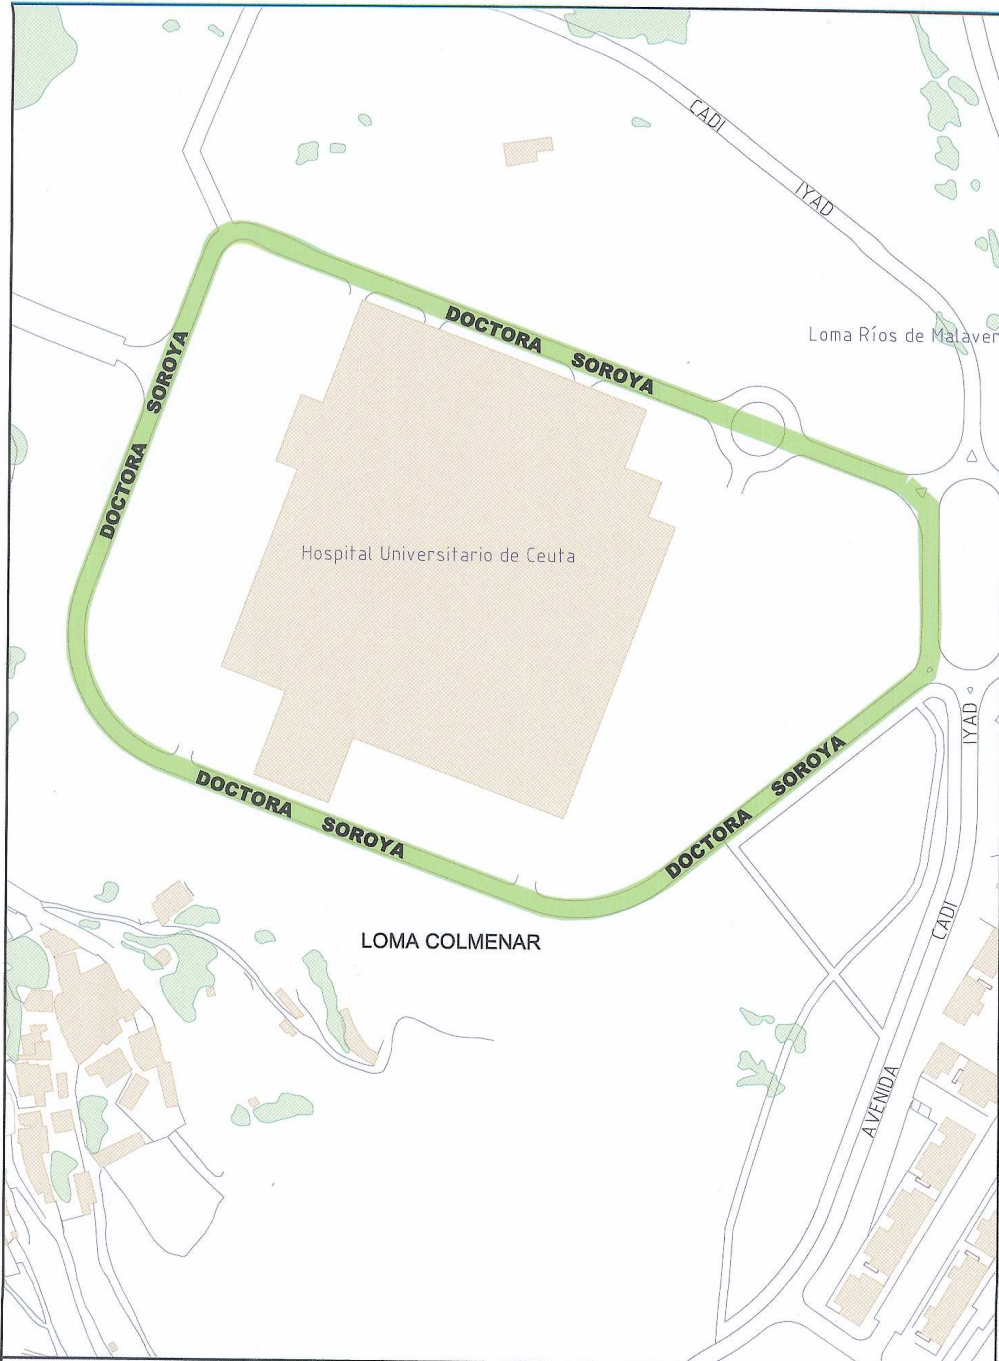 CADI
IYAD
DOCTORA SOROYA
Loma Ríos de Malaver
DOCTORA SOROYA
Hospital Universitario de Ceuta
IYAD
DOCTORA SOROYA
DOCTORA SOROYA
CADI
LOMA COLMENAR
AVENIDA